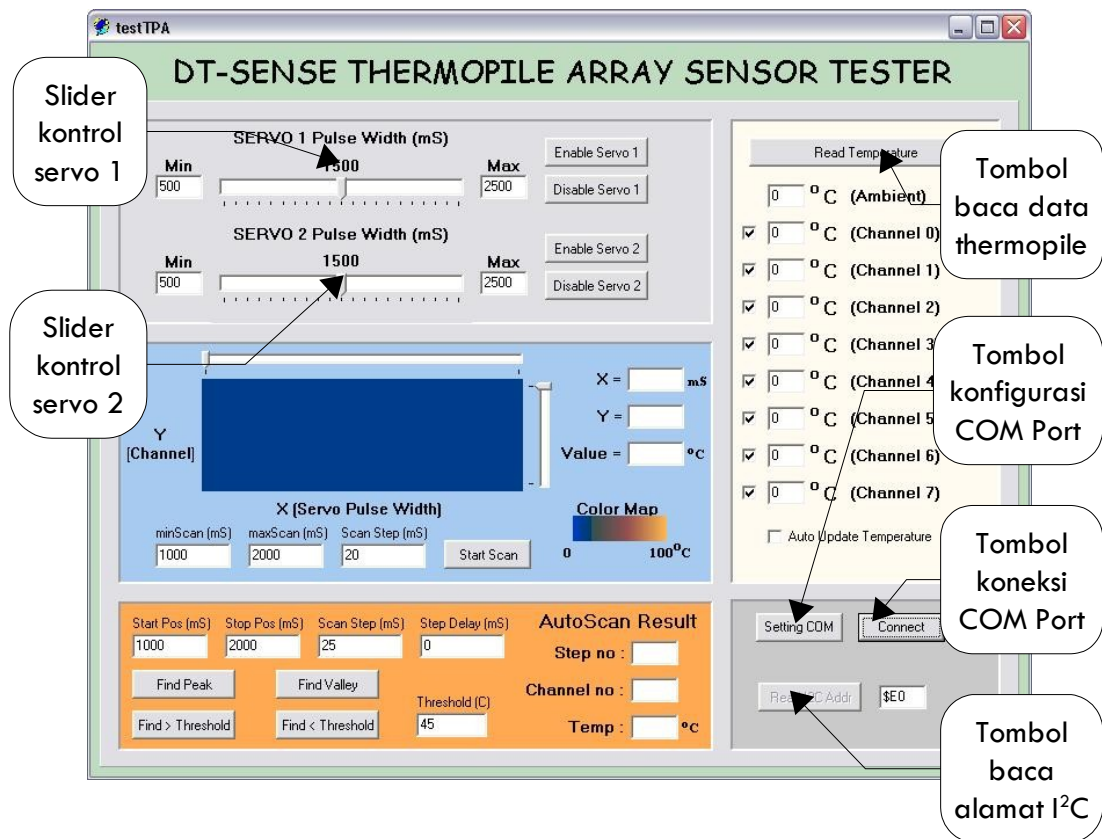 testTPA
DT-SENSE THERMOPILE ARRAY SENSOR TESTER
Slider
kontrol
servo 1
SERVO 1 Pulse Width (mS)
Min 1500 Max
500 2500
Enable Servo 1
Disable Servo 1
SERVO 2 Pulse Width (mS)
Min 1500 Max
500 2500
Enable Servo 2
Disable Servo 2
Slider
kontrol
servo 2
Read Temperature
0 °C (Ambient)
0 °C (Channel 0)
0 °C (Channel 1)
0 °C (Channel 2)
0 °C (Channel 3
0 °C (Channel 4
0 °C (Channel 5
0 °C (Channel 6)
0 °C (Channel 7)
Auto Update Temperature
Tombol
baca data
thermopile
Tombol
konfigurasi
COM Port
Tombol
koneksi
COM Port
Y
[Channel]
X = mS
Y =
Value = °C
X (Servo Pulse Width)
Color Map
0 100°C
minScan (mS) maxScan (mS) Scan Step (mS)
1000 2000 20 Start Scan
Start Pos (mS) Stop Pos (mS) Scan Step (mS) Step Delay (mS)
1000 2000 25 0
Find Peak Find Valley
Threshold (C)
Find > Threshold Find < Threshold 45
AutoScan Result
Step no :
Channel no :
Temp : °C
Setting COM Connect
I2C Addr $E0
Tombol
baca
alamat I²C